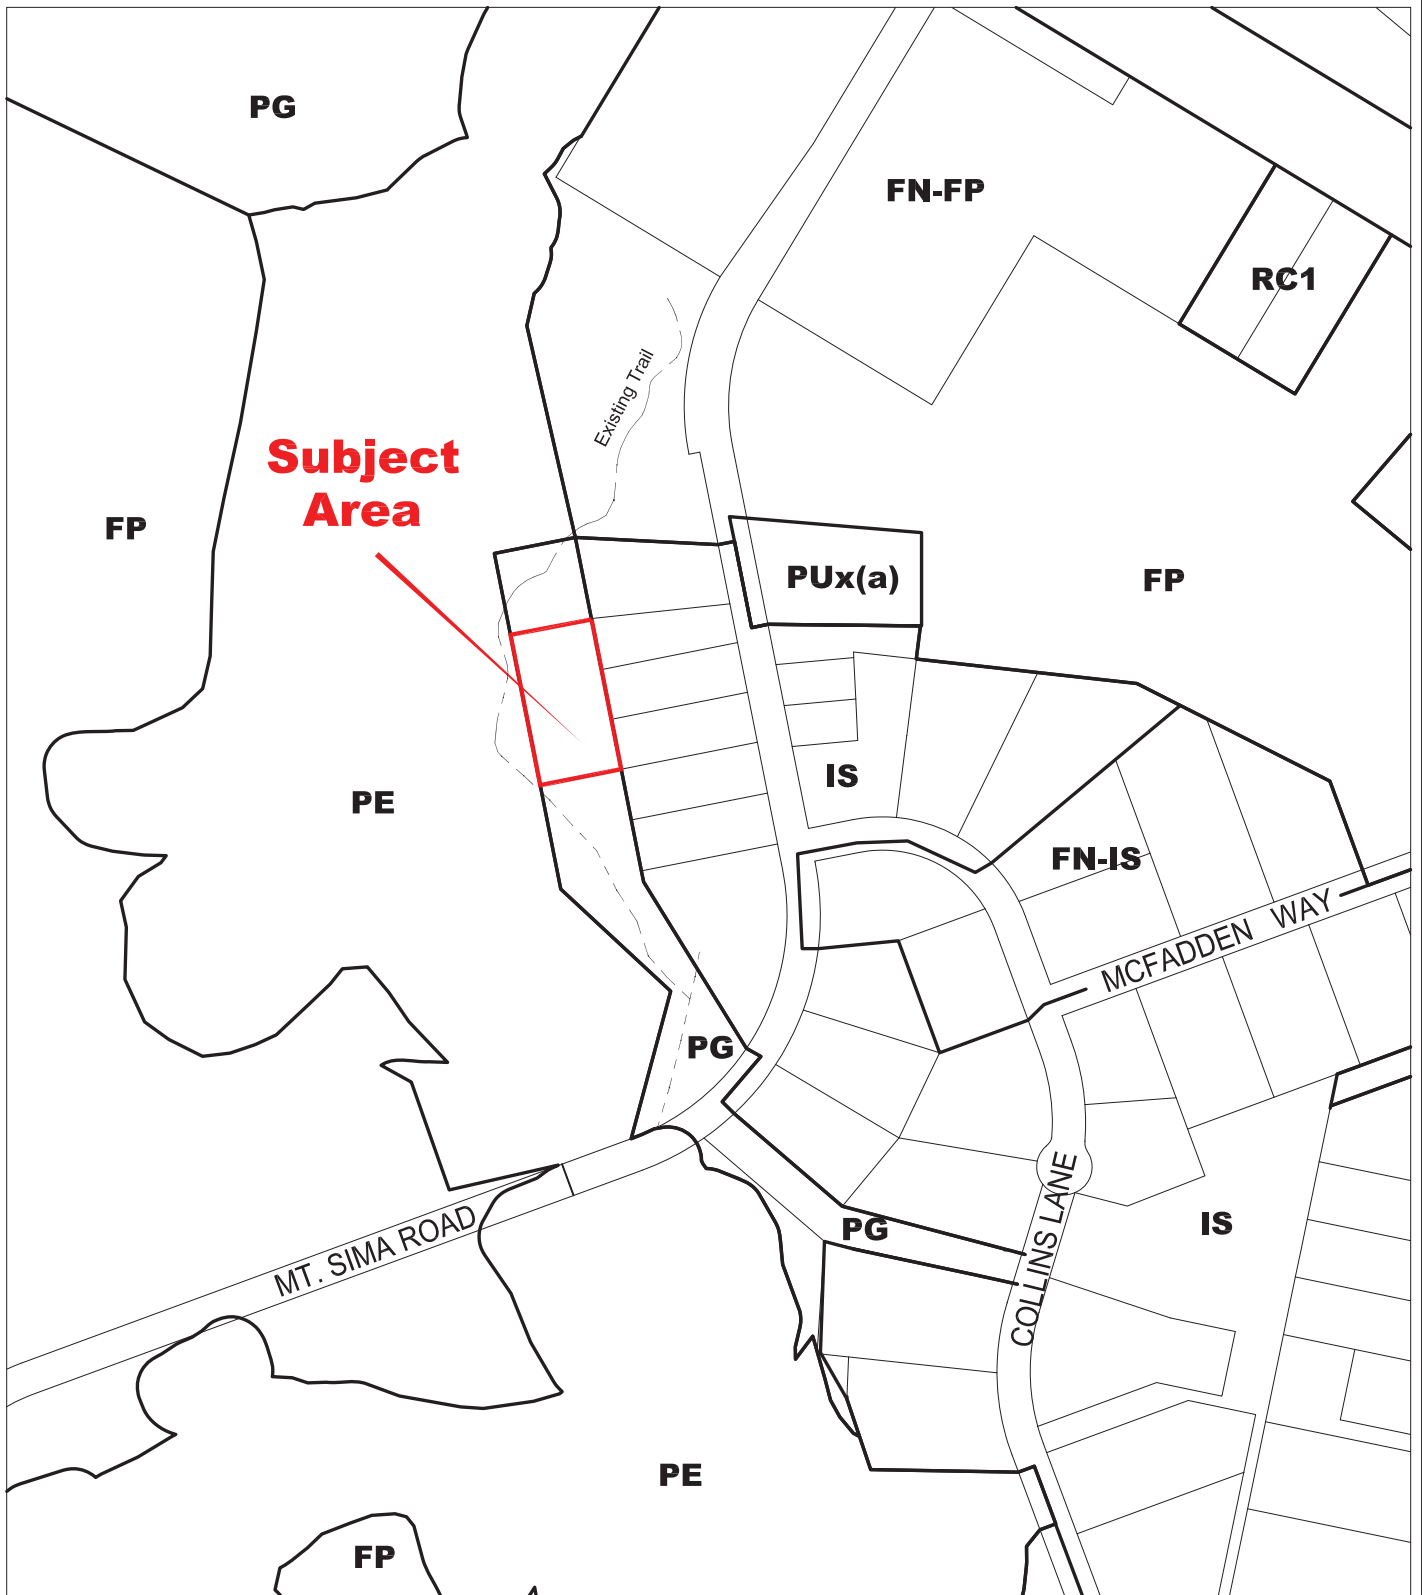 PG
FN-FP
RC1
Existing Trail
Subject
Area
FP
PUx(a)
FP
IS
PE
FN-IS
MCFADDEN WAY
PG
COLLINS LANE
PG
IS
MT. SIMA ROAD
PE
FP